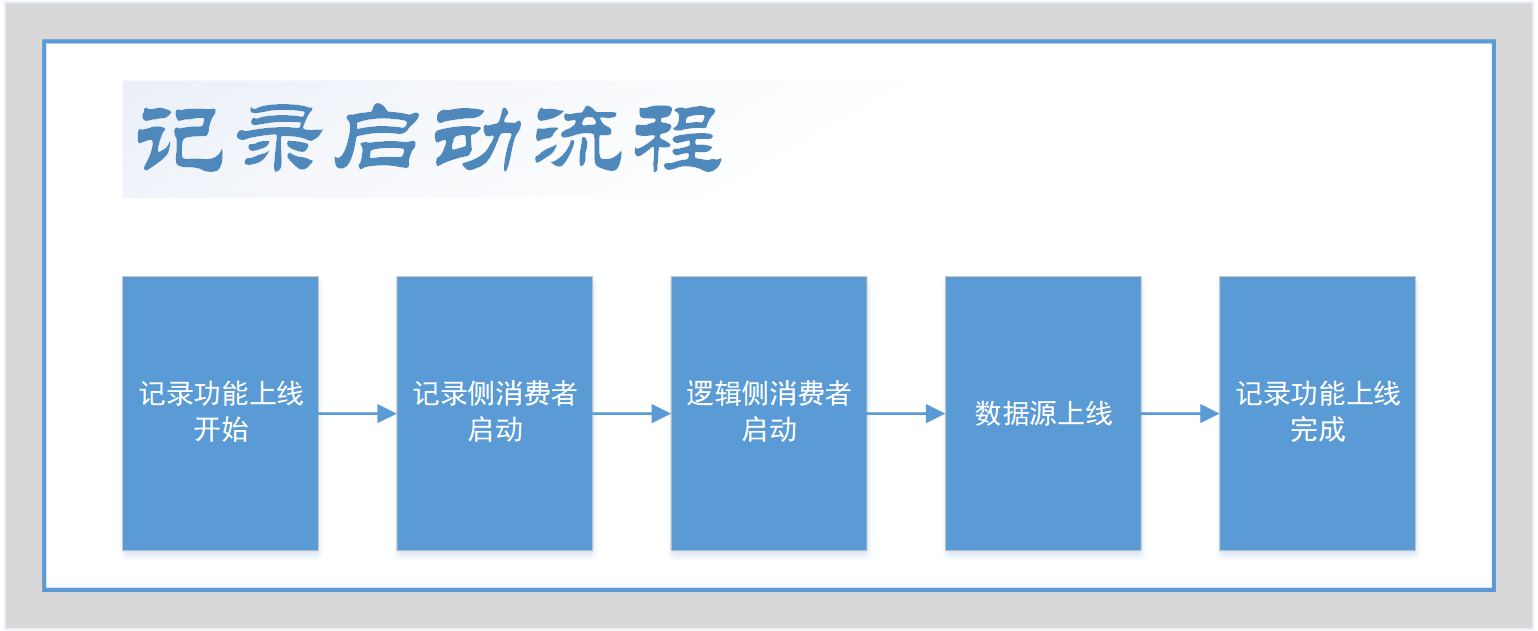 记录启动流程
记录功能上线
开始
记录侧消费者
启动
逻辑侧消费者
启动
数据源上线
记录功能上线
完成